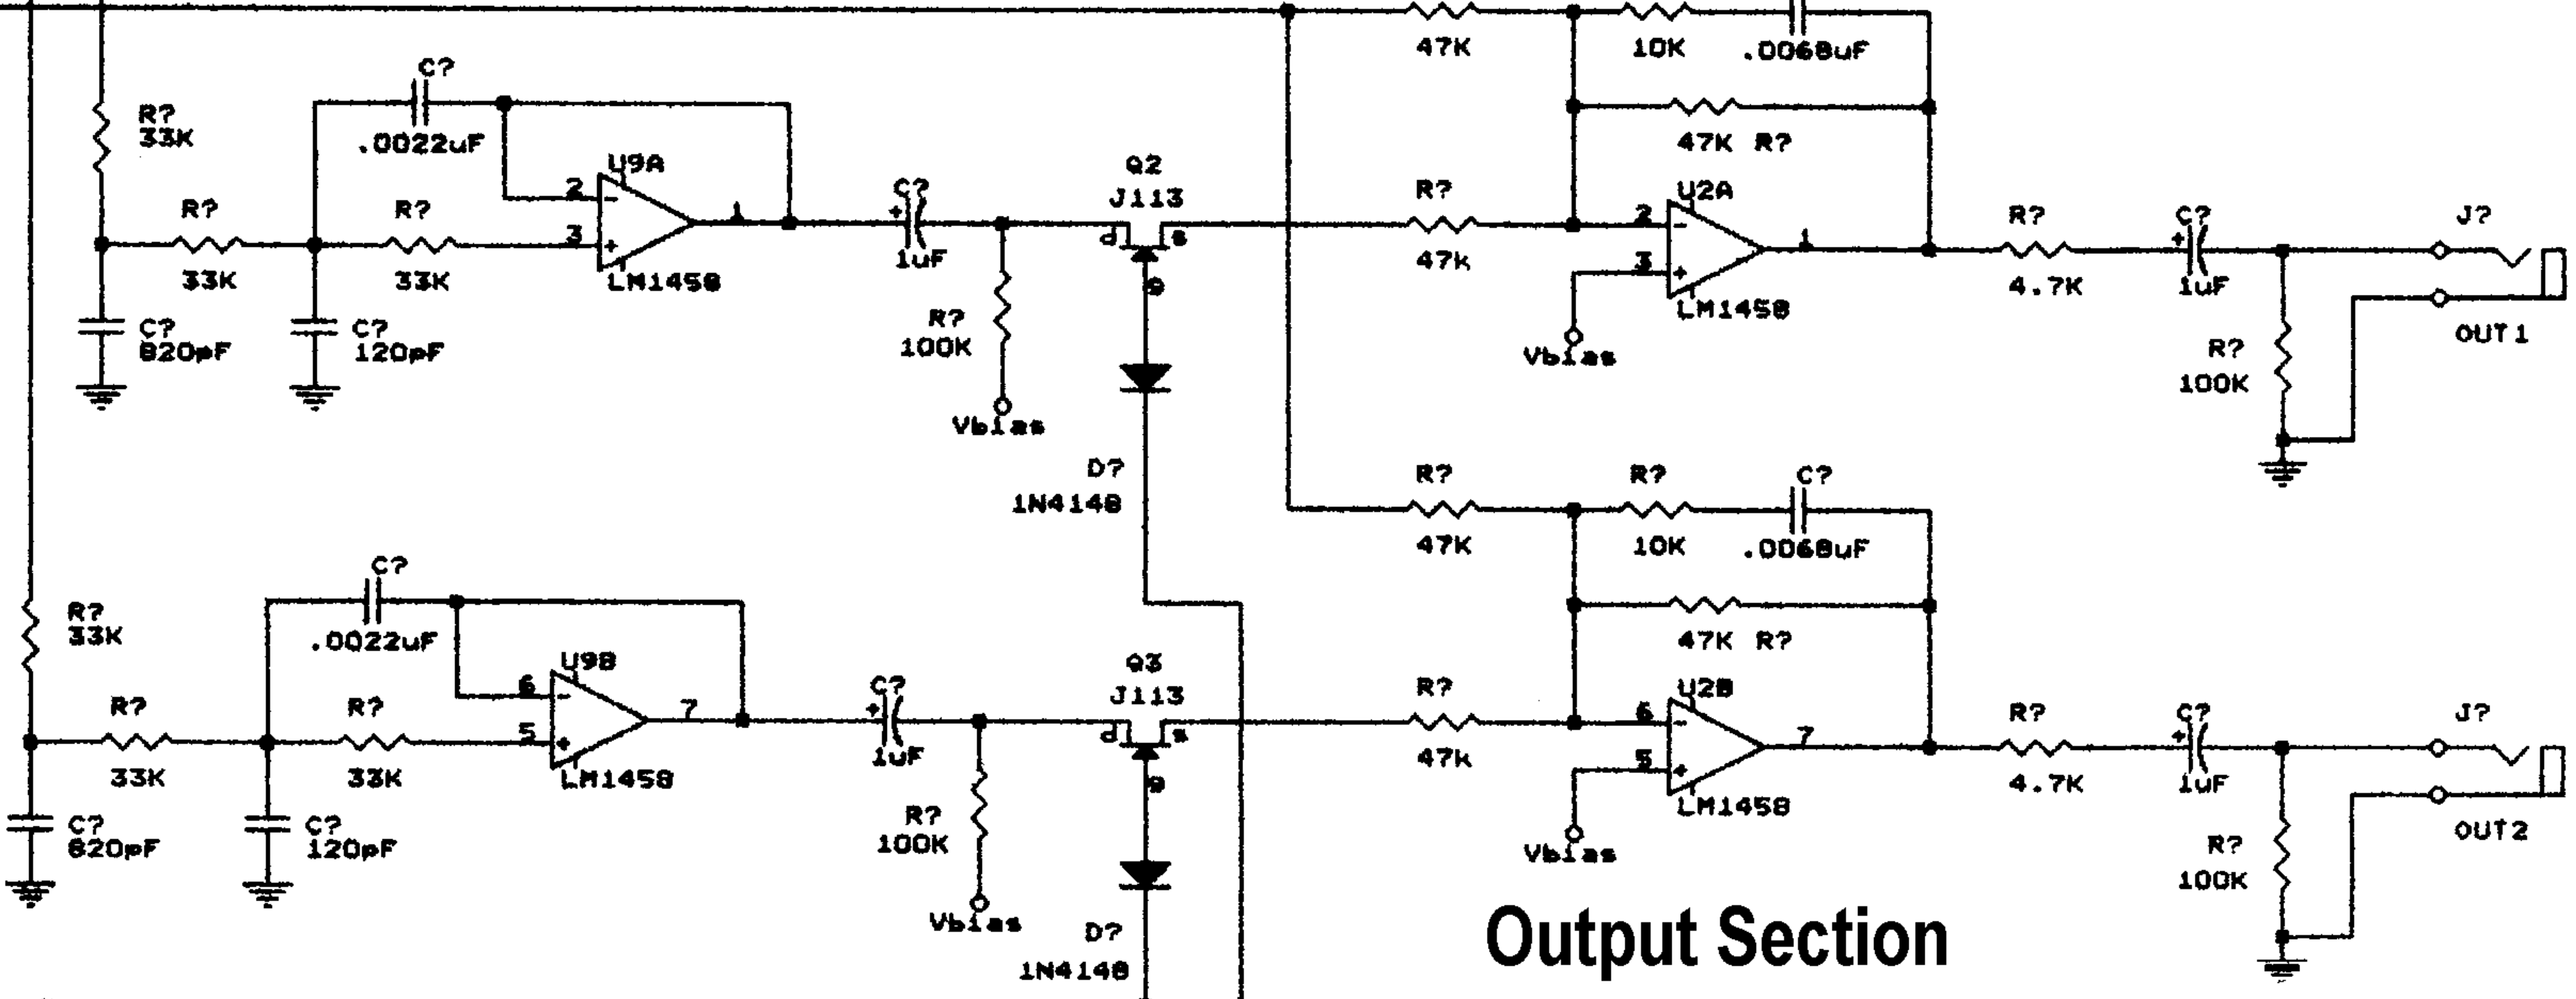 47K
10K
.0068uF
C?
.0022uF
R?
33K
47K R?
U9A
2
3
1
LM1458
R?
33K
R?
33K
C?
1uF
Q2
J113
d
s
g
R?
47k
U2A
2
3
1
LM1458
Vbias
R?
4.7K
C?
1uF
J?
OUT1
C?
820pF
C?
120pF
R?
100K
Vbias
R?
100K
D?
1N4148
R?
47K
R?
10K
C?
.0068uF
C?
.0022uF
R?
33K
47K R?
U9B
6
5
7
LM1458
R?
33K
R?
33K
C?
1uF
Q3
J113
d
s
g
R?
47k
U2B
6
5
7
LM1458
Vbias
R?
4.7K
C?
1uF
J?
OUT2
C?
820pF
C?
120pF
R?
100K
Vbias
R?
100K
D?
1N4148
Output Section